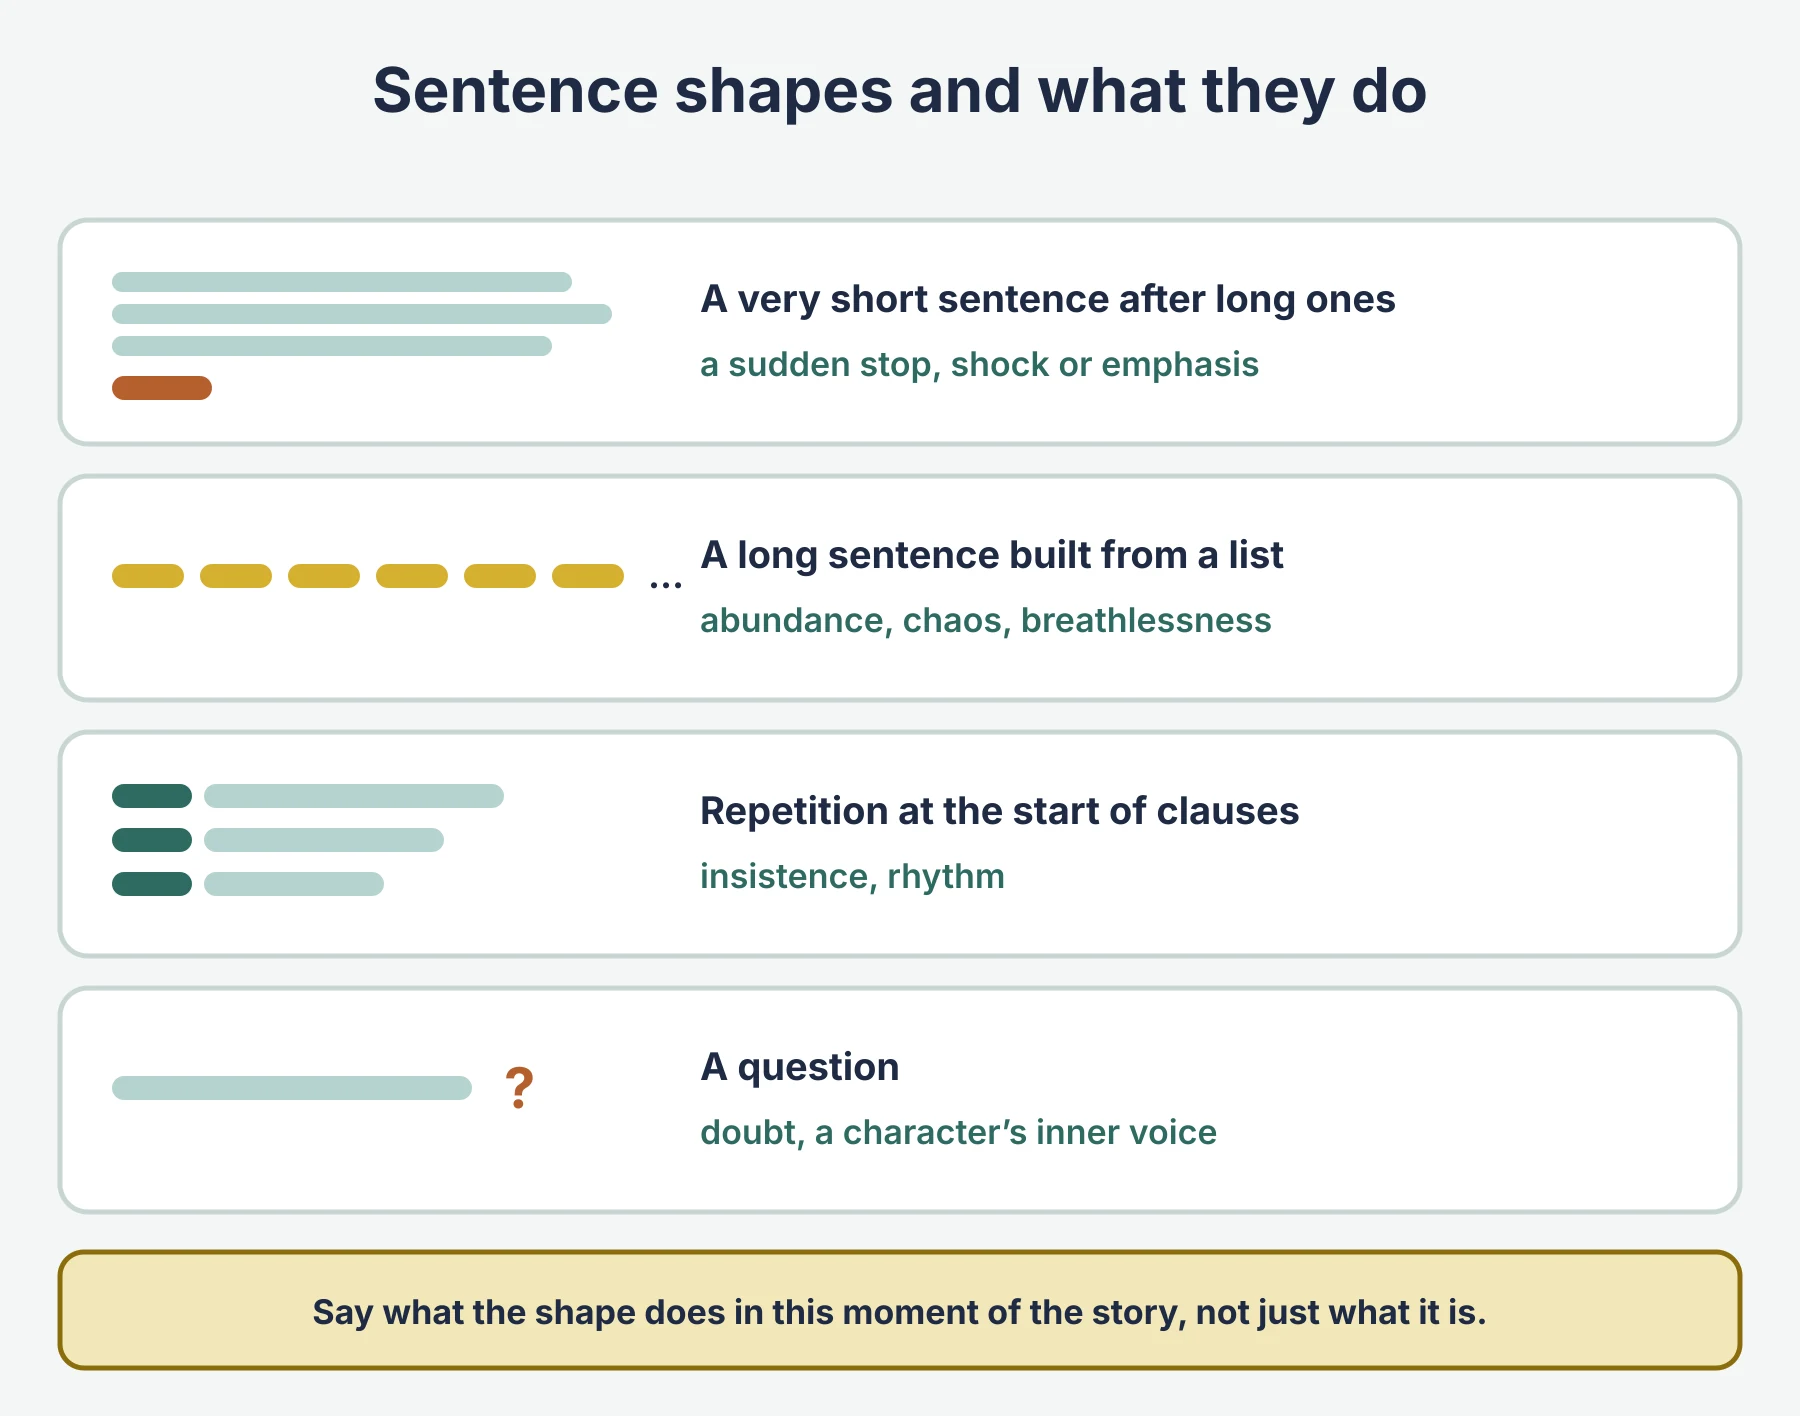 Sentence shapes and what they do
A very short sentence after long ones
a sudden stop, shock or emphasis
...
A long sentence built from a list
abundance, chaos, breathlessness
Repetition at the start of clauses
insistence, rhythm
?
A question
doubt, a character’s inner voice
Say what the shape does in this moment of the story, not just what it is.